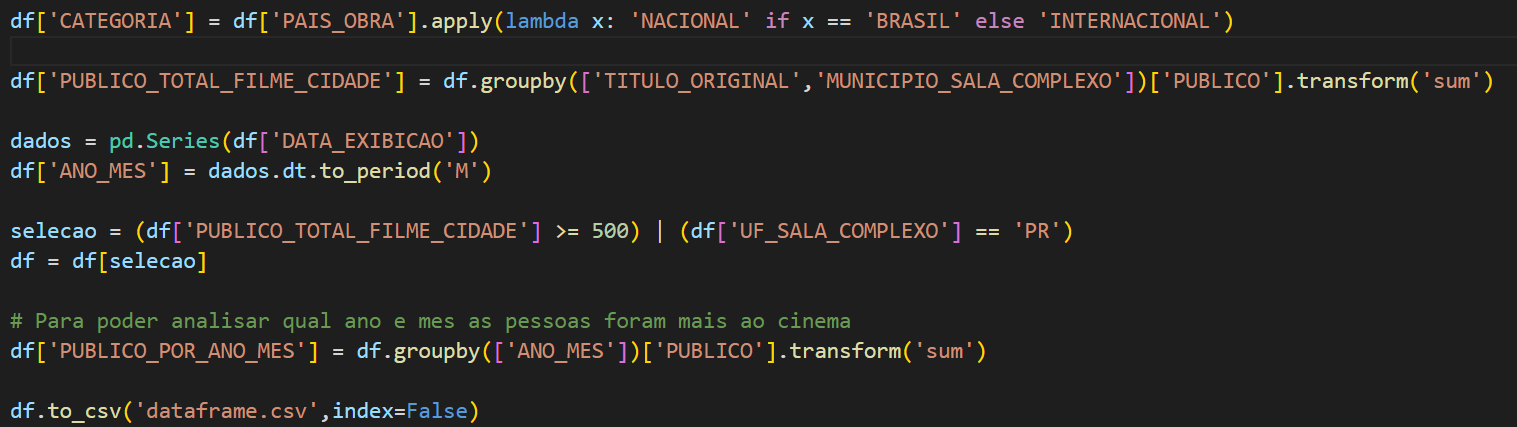 df['CATEGORIA'] = df['PAIS_OBRA'].apply(lambda x: 'NACIONAL' if x == 'BRASIL' else 'INTERNACIONAL')
df['PUBLICO_TOTAL_FILME_CIDADE'] = df.groupby(['TITULO_ORIGINAL','MUNICIPIO_SALA_COMPLEXO'])['PUBLICO'].transform('sum')
dados = pd.Series(df['DATA_EXIBICAO'])
df['ANO_MES'] = dados.dt.to_period('M')
selecao = (df['PUBLICO_TOTAL_FILME_CIDADE'] >= 500) | (df['UF_SALA_COMPLEXO'] == 'PR')
df = df[selecao]
# Para poder analisar qual ano e mes as pessoas foram mais ao cinema
df['PUBLICO_POR_ANO_MES'] = df.groupby(['ANO_MES'])['PUBLICO'].transform('sum')
df.to_csv('dataframe.csv',index=False)